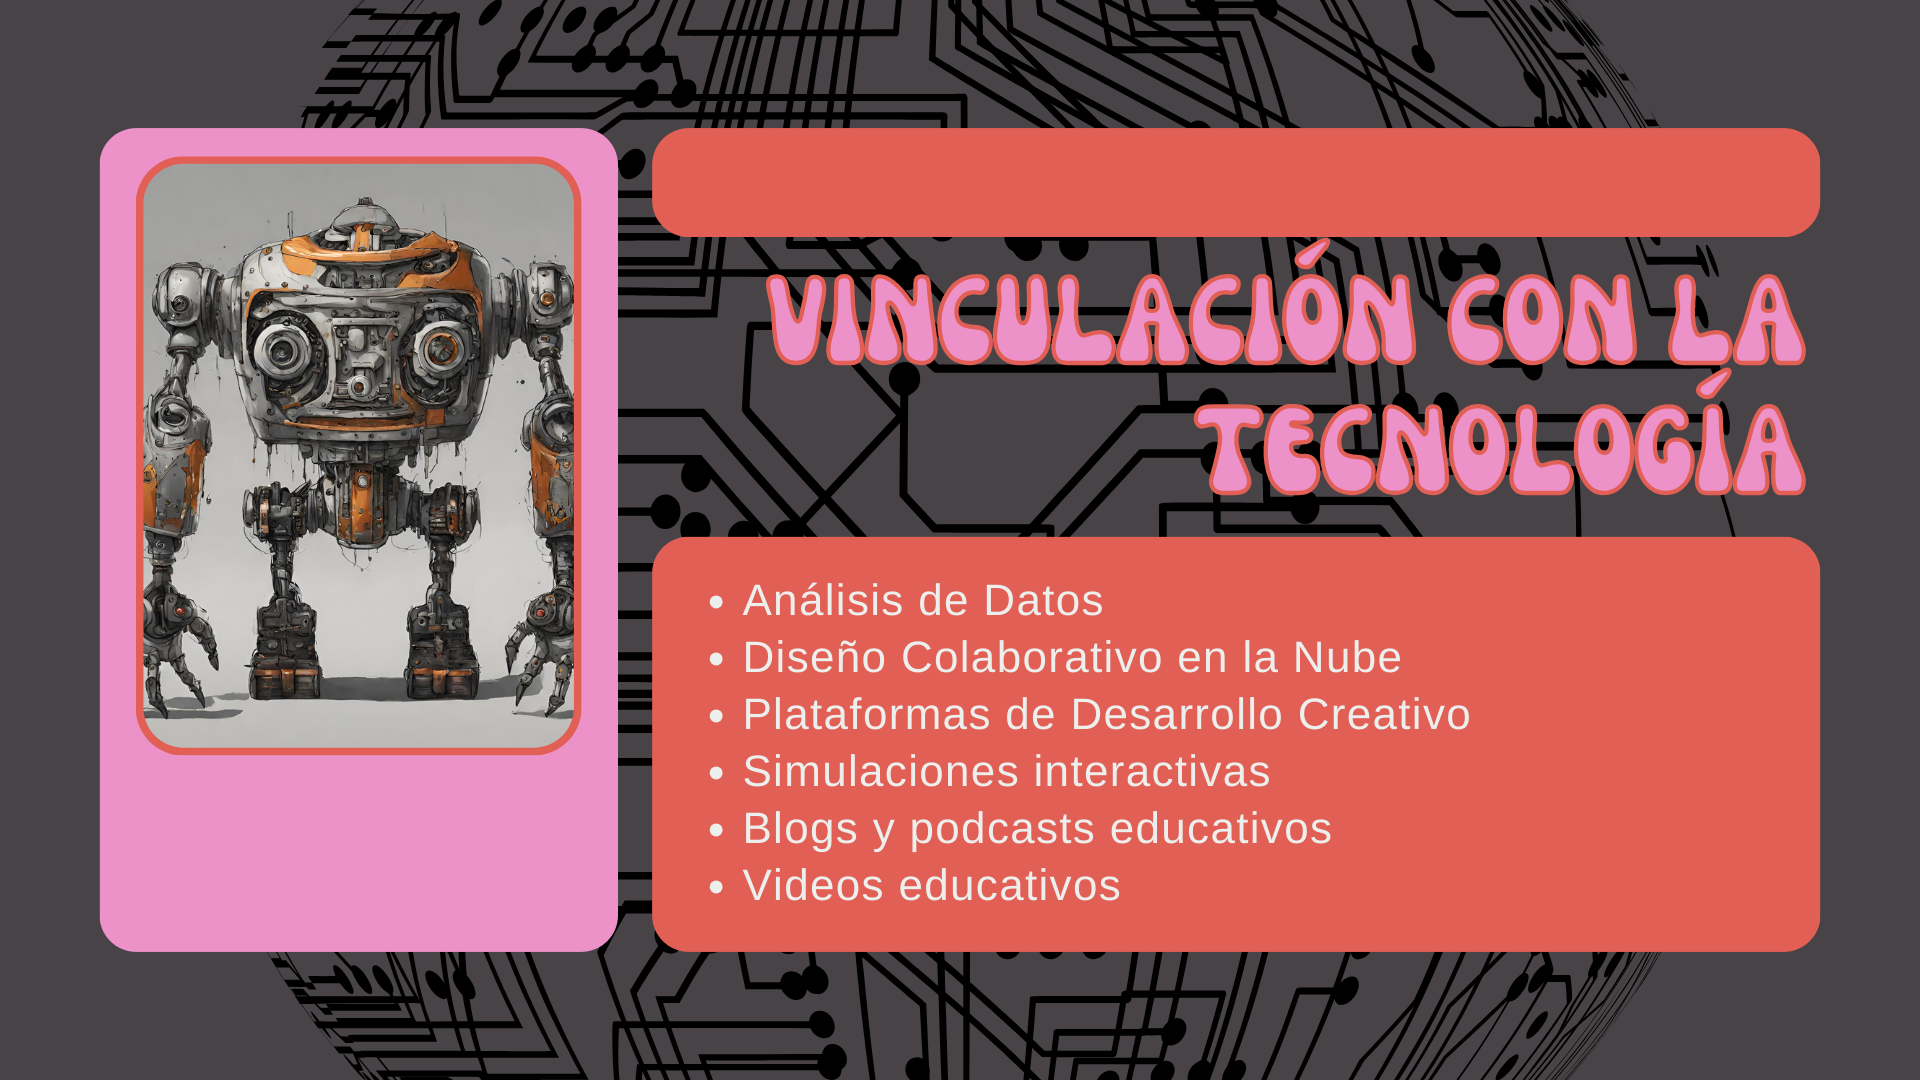 VINCULACIÓN CON LA
TECNOLOGÍA
• Análisis de Datos
• Diseño Colaborativo en la Nube
• Plataformas de Desarrollo Creativo
• Simulaciones interactivas
• Blogs y podcasts educativos
• Videos educativos